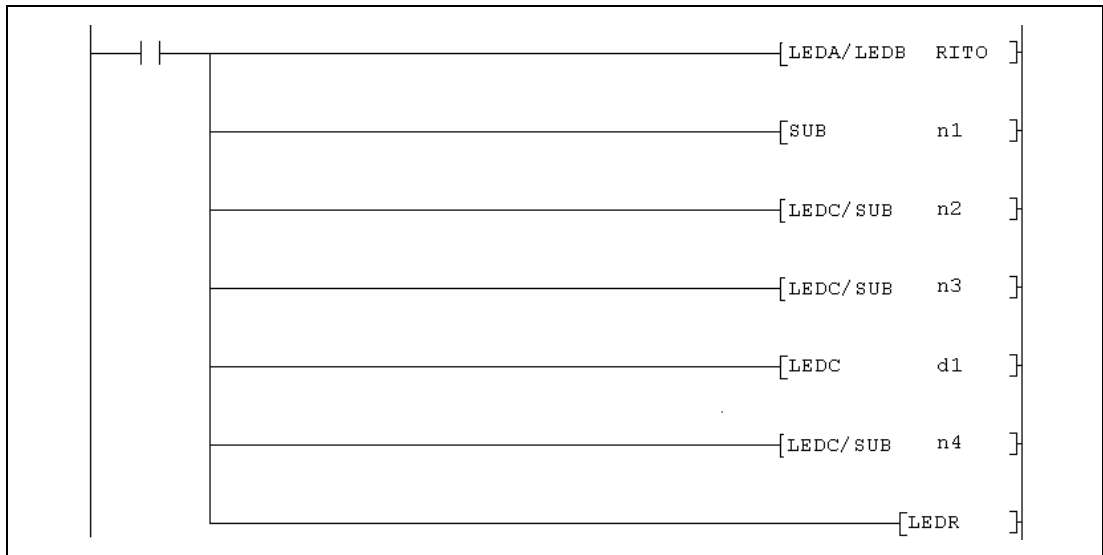 [LEDA/LEDB RITO ]
[SUB n1 ]
[LEDC/SUB n2 ]
[LEDC/SUB n3 ]
[LEDC d1 ]
[LEDC/SUB n4 ]
[LEDR ]